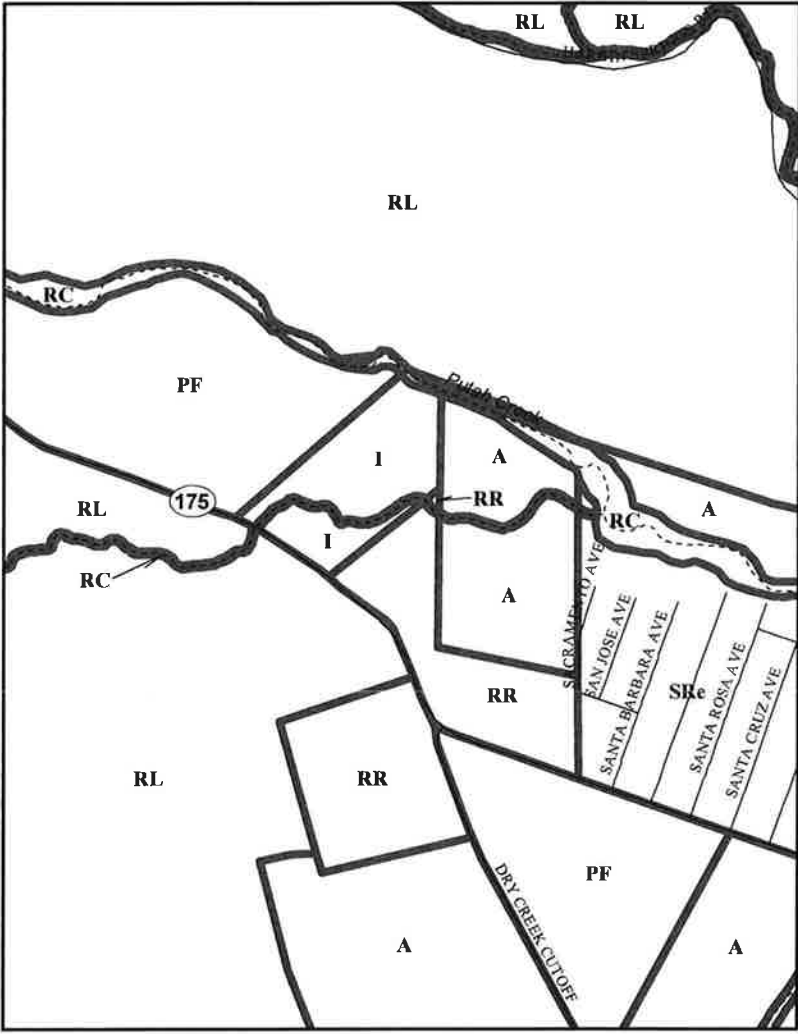 RL
RL
RL
RC
PF
Putah Creek
I
A
RR
175
RL
A
RC
I
RC
A
SACRAMENTO AVE
SAN JOSE AVE
SANTA BARBARA AVE
SRe
SANTA ROSA AVE
SANTA CRUZ AVE
RR
RL
RR
PF
DRY CREEK CUTOFF
A
A